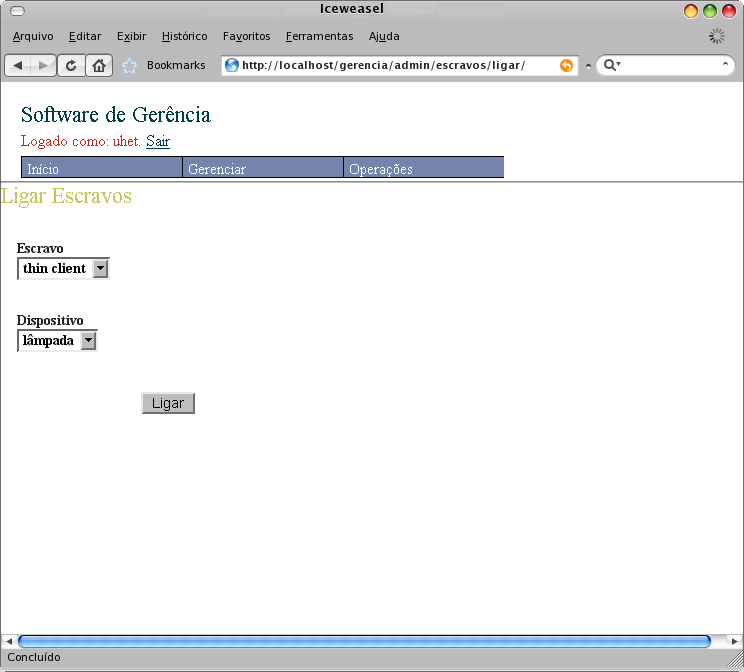 Iceweasel
Arquivo Editar Exibir Histórico Favoritos Ferramentas Ajuda
Bookmarks http://localhost/gerencia/admin/escravos/ligar/
Software de Gerência
Logado como: uhet. Sair
Início Gerenciar Operações
Ligar Escravos
Escravo
thin client
Dispositivo
lâmpada
Ligar
Concluído